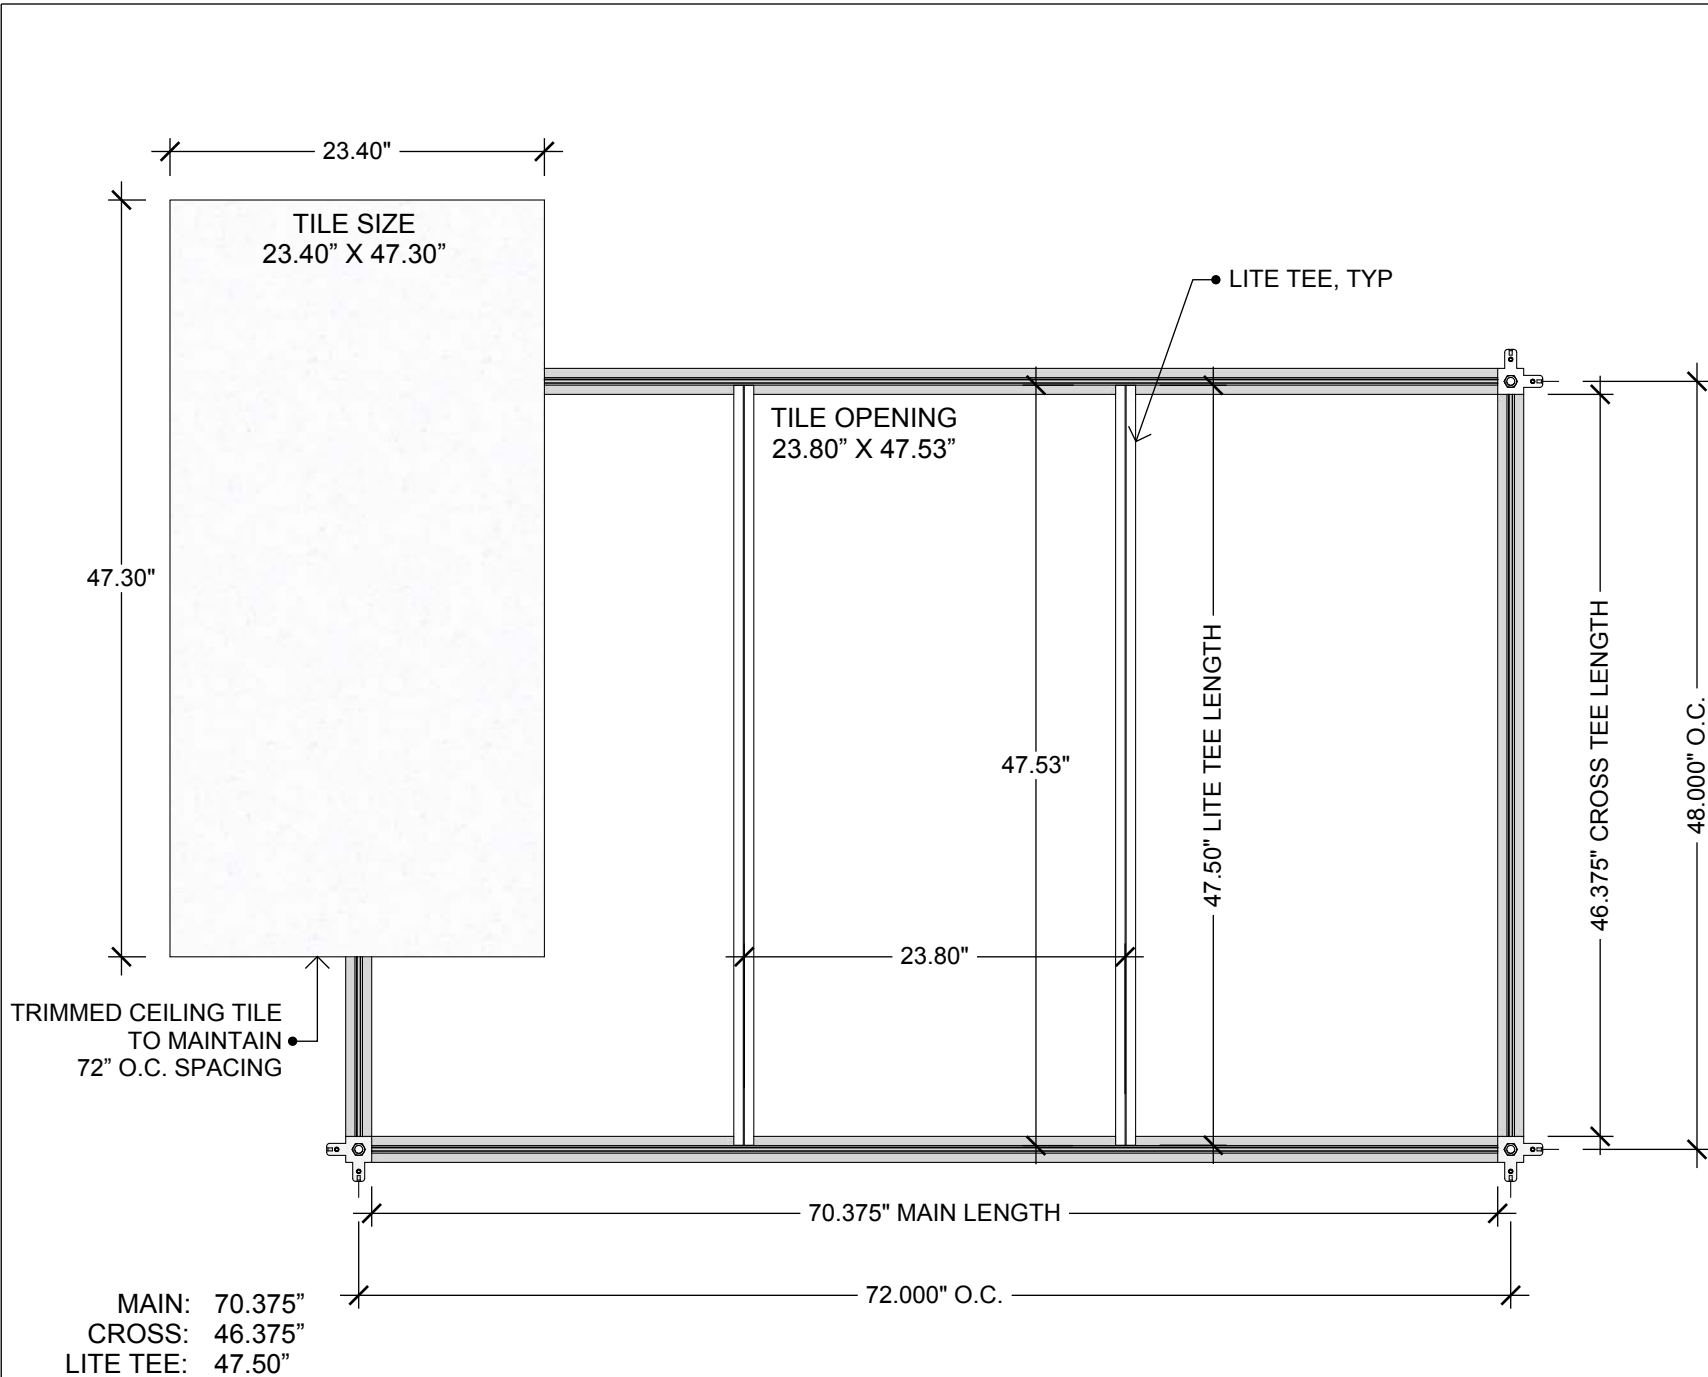 23.40"
TILE SIZE
23.40” X 47.30”
LITE TEE, TYP
TILE OPENING
23.80” X 47.53”
47.30"
47.53"
47.50" LITE TEE LENGTH
46.375" CROSS TEE LENGTH
48.000" O.C.
23.80"
TRIMMED CEILING TILE
TO MAINTAIN
72” O.C. SPACING
70.375" MAIN LENGTH
72.000" O.C.
MAIN: 70.375”
CROSS: 46.375”
LITE TEE: 47.50”